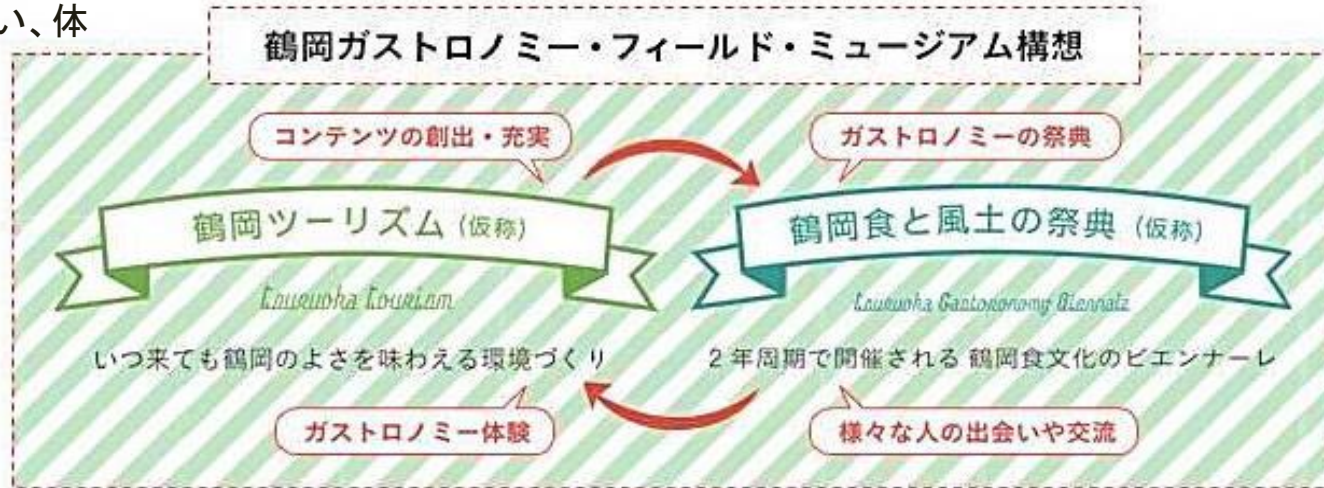 い、体
鶴岡ガストロノミー・フィールド・ミュージアム構想
コンテンツの創出・充実
ガストロノミーの祭典
鶴岡ツーリズム（仮称）
鶴岡食と風土の祭典（仮称）
Tsuruoka Tourism
Tsuruoka Gastoronomy Biennale
いつ来ても鶴岡のよさを味わえる環境づくり
2年周期で開催される 鶴岡食文化のビエンナーレ
ガストロノミー体験
様々な人の出会いや交流